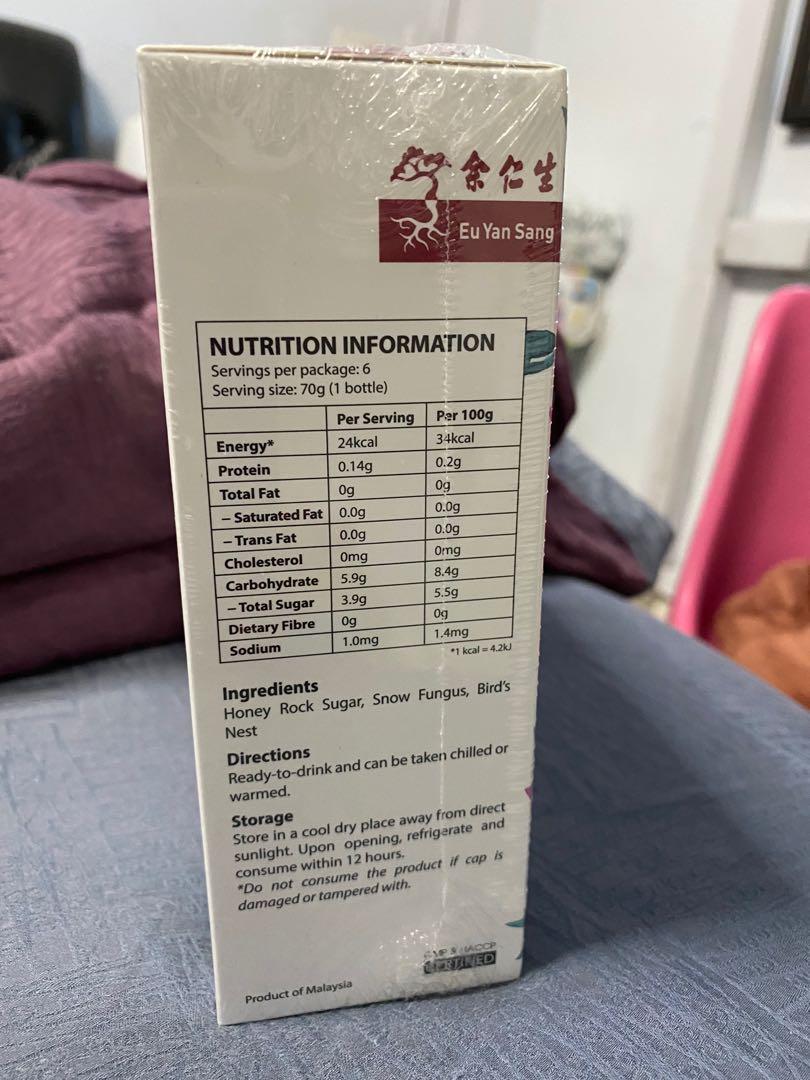 余仁生
Eu Yan Sang
NUTRITION INFORMATION
Servings per package: 6
Serving size: 70g (1 bottle)
Per Serving Per 100g
Energy* 24kcal 34kcal
Protein 0.14g 0.2g
Total Fat 0g 0g
– Saturated Fat 0.0g 0.0g
– Trans Fat 0.0g 0.0g
Cholesterol 0mg 0mg
Carbohydrate 5.9g 8.4g
– Total Sugar 3.9g 5.5g
Dietary Fibre 0g 0g
Sodium 1.0mg 1.4mg
*1 kcal = 4.2kJ
Ingredients
Honey Rock Sugar, Snow Fungus, Bird's
Nest
Directions
Ready-to-drink and can be taken chilled or
warmed.
Storage
Store in a cool dry place away from direct
sunlight. Upon opening, refrigerate and
consume within 12 hours.
*Do not consume the product if cap is
damaged or tampered with.
GMP & HACCP
CERTIFIED
Product of Malaysia